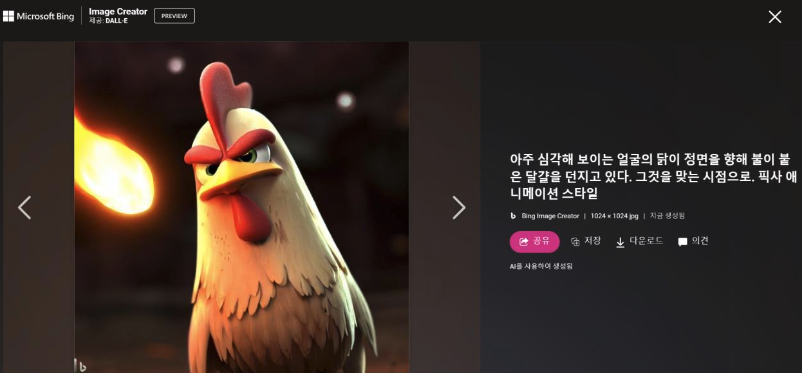 Microsoft Bing
Image Creator
제공: DALL·E
PREVIEW
아주 심각해 보이는 얼굴의 닭이 정면을 향해 불이 붙
은 달걀을 던지고 있다. 그것을 맞는 시점으로. 픽사 애
니메이션 스타일
b Bing Image Creator | 1024 × 1024 jpg | 지금 생성됨
공유 저장 다운로드 의견
AI를 사용하여 생성됨
b